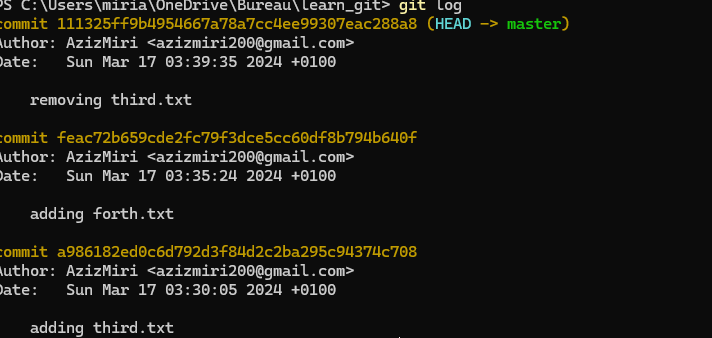 PS C:\Users\miria\OneDrive\Bureau\learn_git> git log
commit 111325ff9b4954667a78a7cc4ee99307eac288a8 (HEAD -> master)
Author: AzizMiri <azizmiri200@gmail.com>
Date:   Sun Mar 17 03:39:35 2024 +0100
    removing third.txt
commit feac72b659cde2fc79f3dce5cc60df8b794b640f
Author: AzizMiri <azizmiri200@gmail.com>
Date:   Sun Mar 17 03:35:24 2024 +0100
    adding forth.txt
commit a986182ed0c6d792d3f84d2c2ba295c94374c708
Author: AzizMiri <azizmiri200@gmail.com>
Date:   Sun Mar 17 03:30:05 2024 +0100
    adding third.txt